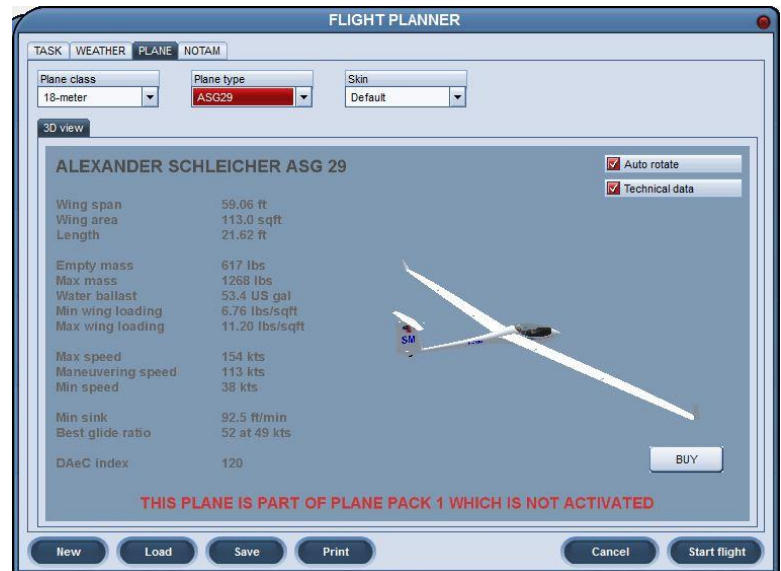 FLIGHT PLANNER
TASK WEATHER PLANE NOTAM
Plane class Plane type Skin
18-meter ASG29 Default
3D view
ALEXANDER SCHLEICHER ASG 29
Auto rotate
Technical data
Wing span 59.06 ft
Wing area 113.0 sqft
Length 21.62 ft
Empty mass 617 lbs
Max mass 1268 lbs
Water ballast 53.4 US gal
Min wing loading 6.76 lbs/sqft
Max wing loading 11.20 lbs/sqft
SM
Max speed 154 kts
Maneuvering speed 113 kts
Min speed 38 kts
Min sink 92.5 ft/min
Best glide ratio 52 at 49 kts
DAeC index 120
BUY
THIS PLANE IS PART OF PLANE PACK 1 WHICH IS NOT ACTIVATED
New Load Save Print Cancel Start flight